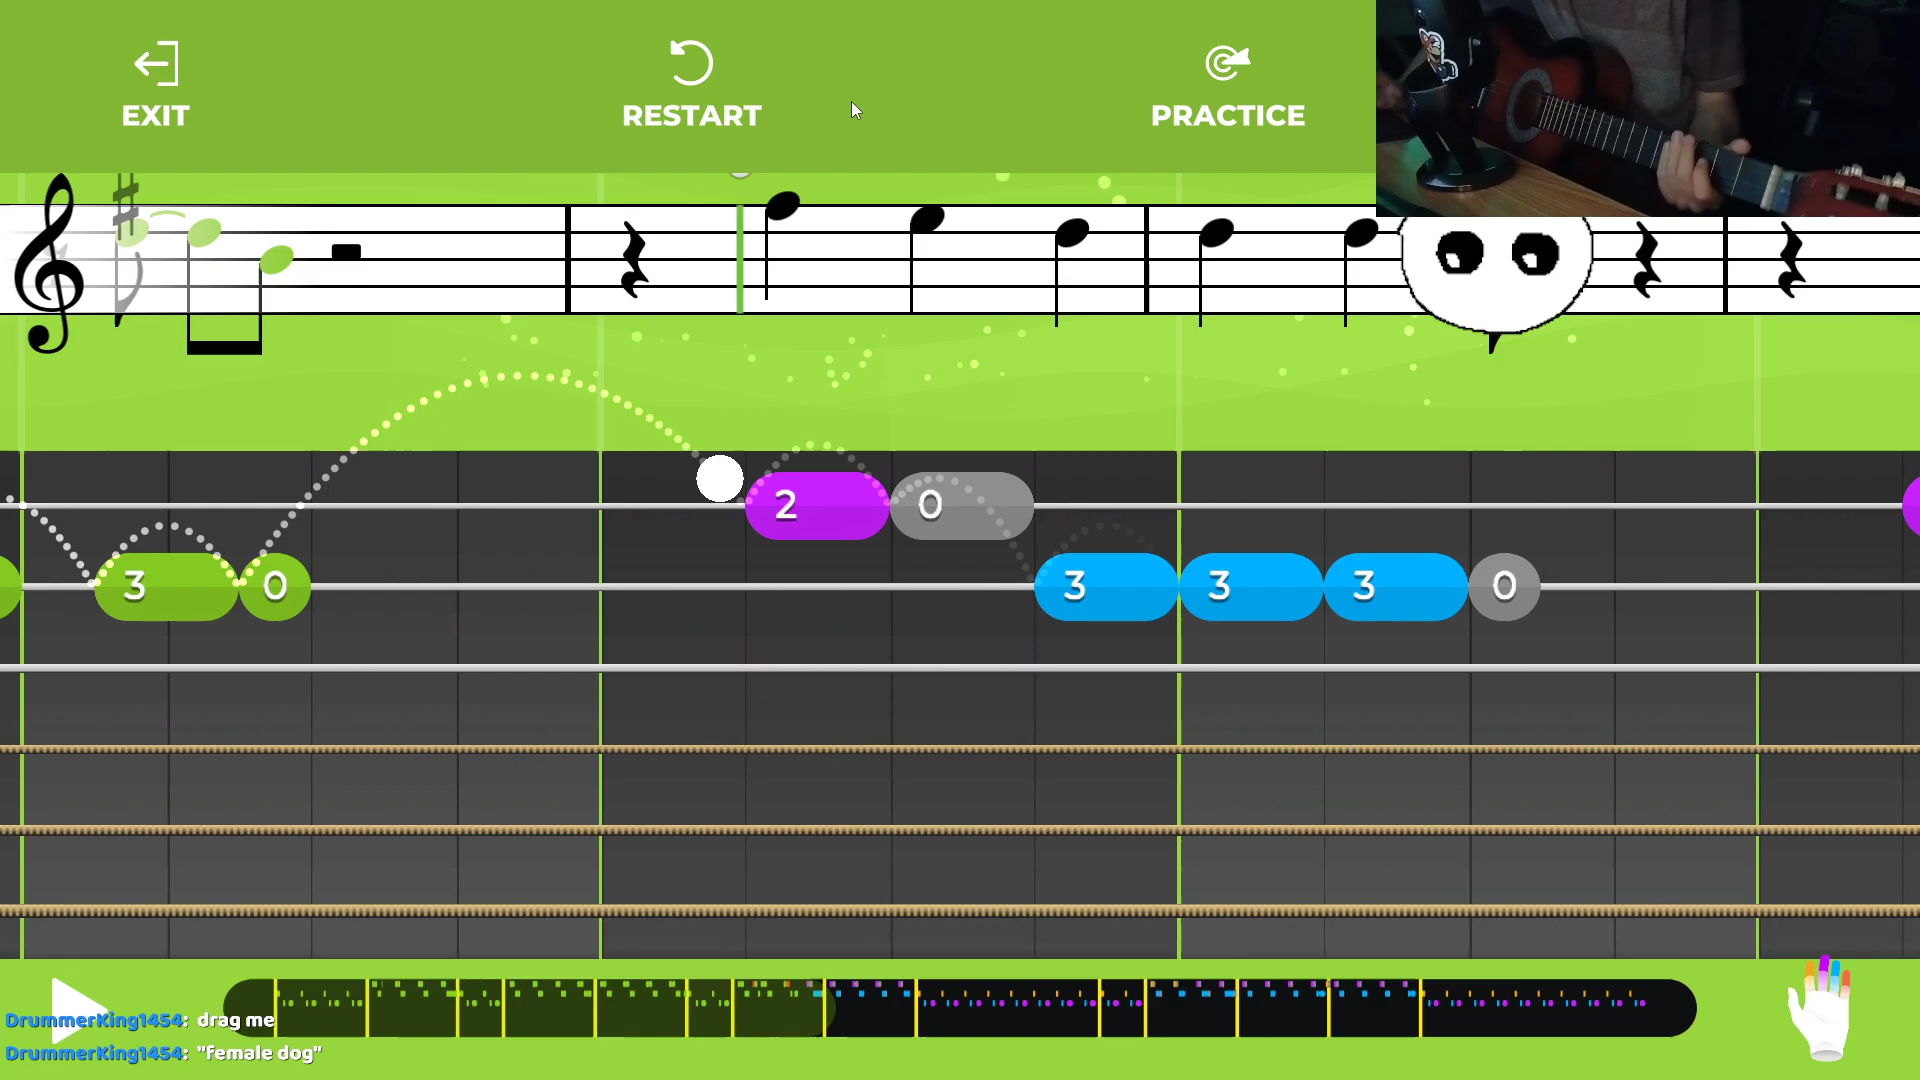 EXIT
RESTART
PRACTICE
2 0
3 0 3 3 3 0
DrummerKing1454: drag me
DrummerKing1454: "female dog"